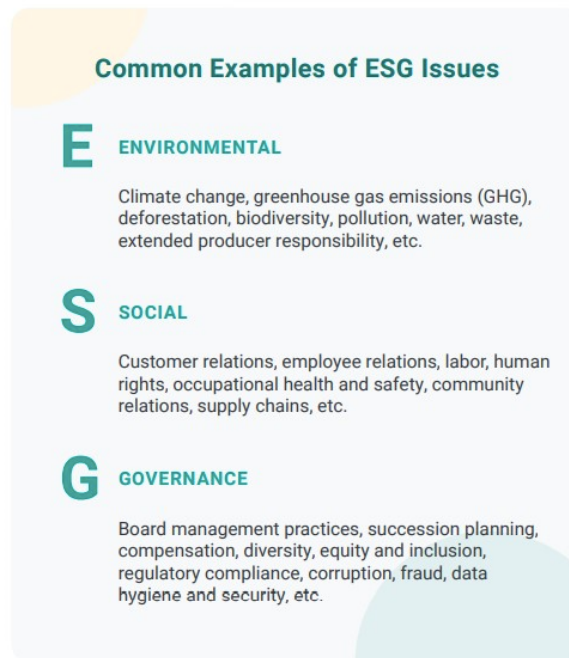 Common Examples of ESG Issues
E
ENVIRONMENTAL
Climate change, greenhouse gas emissions (GHG),
deforestation, biodiversity, pollution, water, waste,
extended producer responsibility, etc.
S
SOCIAL
Customer relations, employee relations, labor, human
rights, occupational health and safety, community
relations, supply chains, etc.
G
GOVERNANCE
Board management practices, succession planning,
compensation, diversity, equity and inclusion,
regulatory compliance, corruption, fraud, data
hygiene and security, etc.